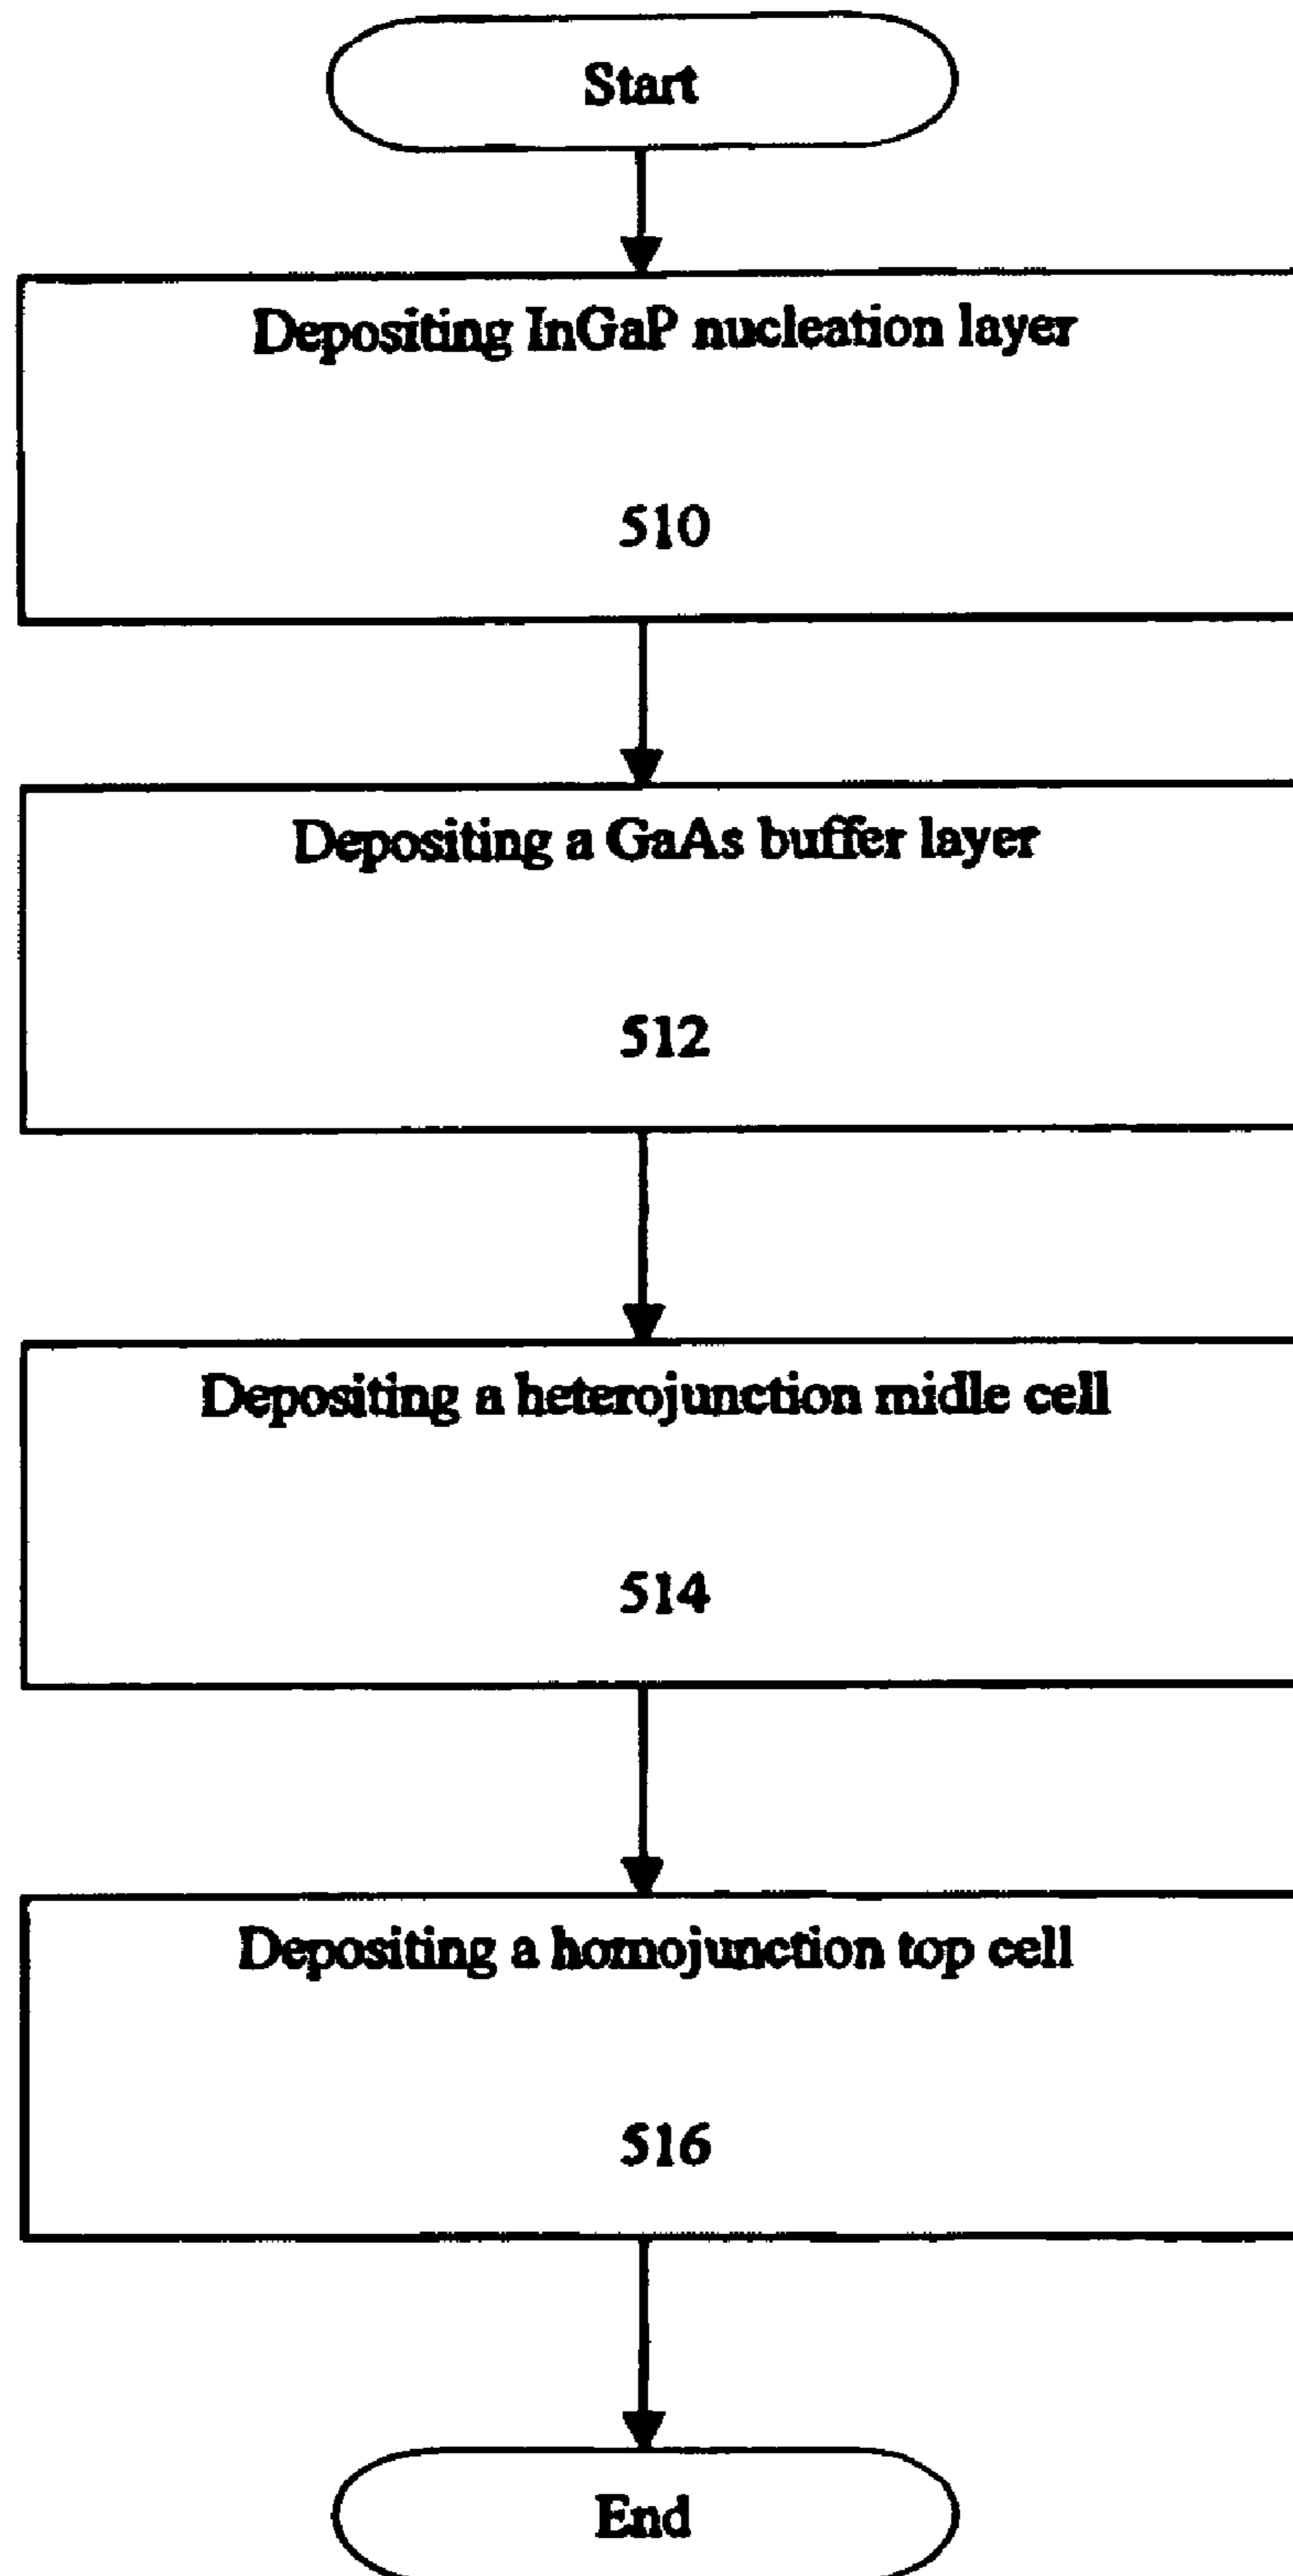 Start
Depositing InGaP nucleation layer
510
Depositing a GaAs buffer layer
512
Depositing a heterojunction midle cell
514
Depositing a homojunction top cell
516
End